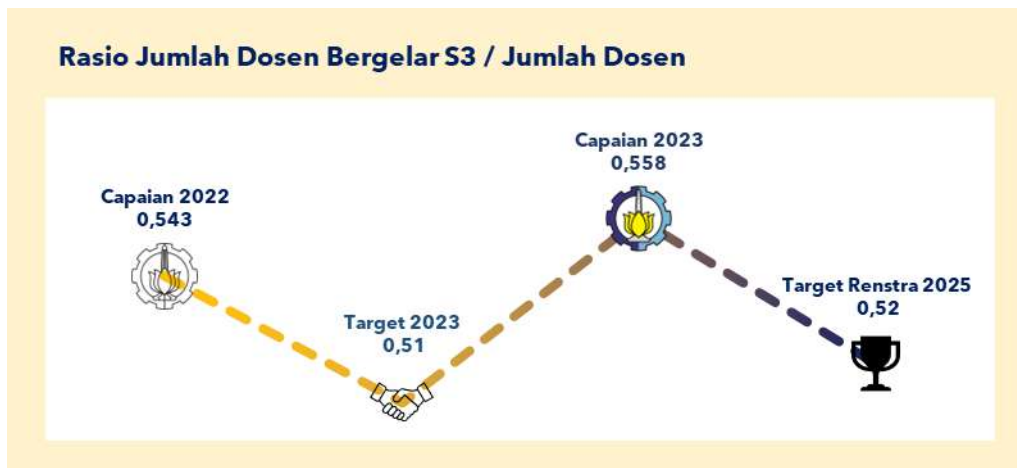 Rasio Jumlah Dosen Bergelar S3 / Jumlah Dosen
Capaian 2022
0,543
Target 2023
0,51
Capaian 2023
0,558
Target Renstra 2025
0,52